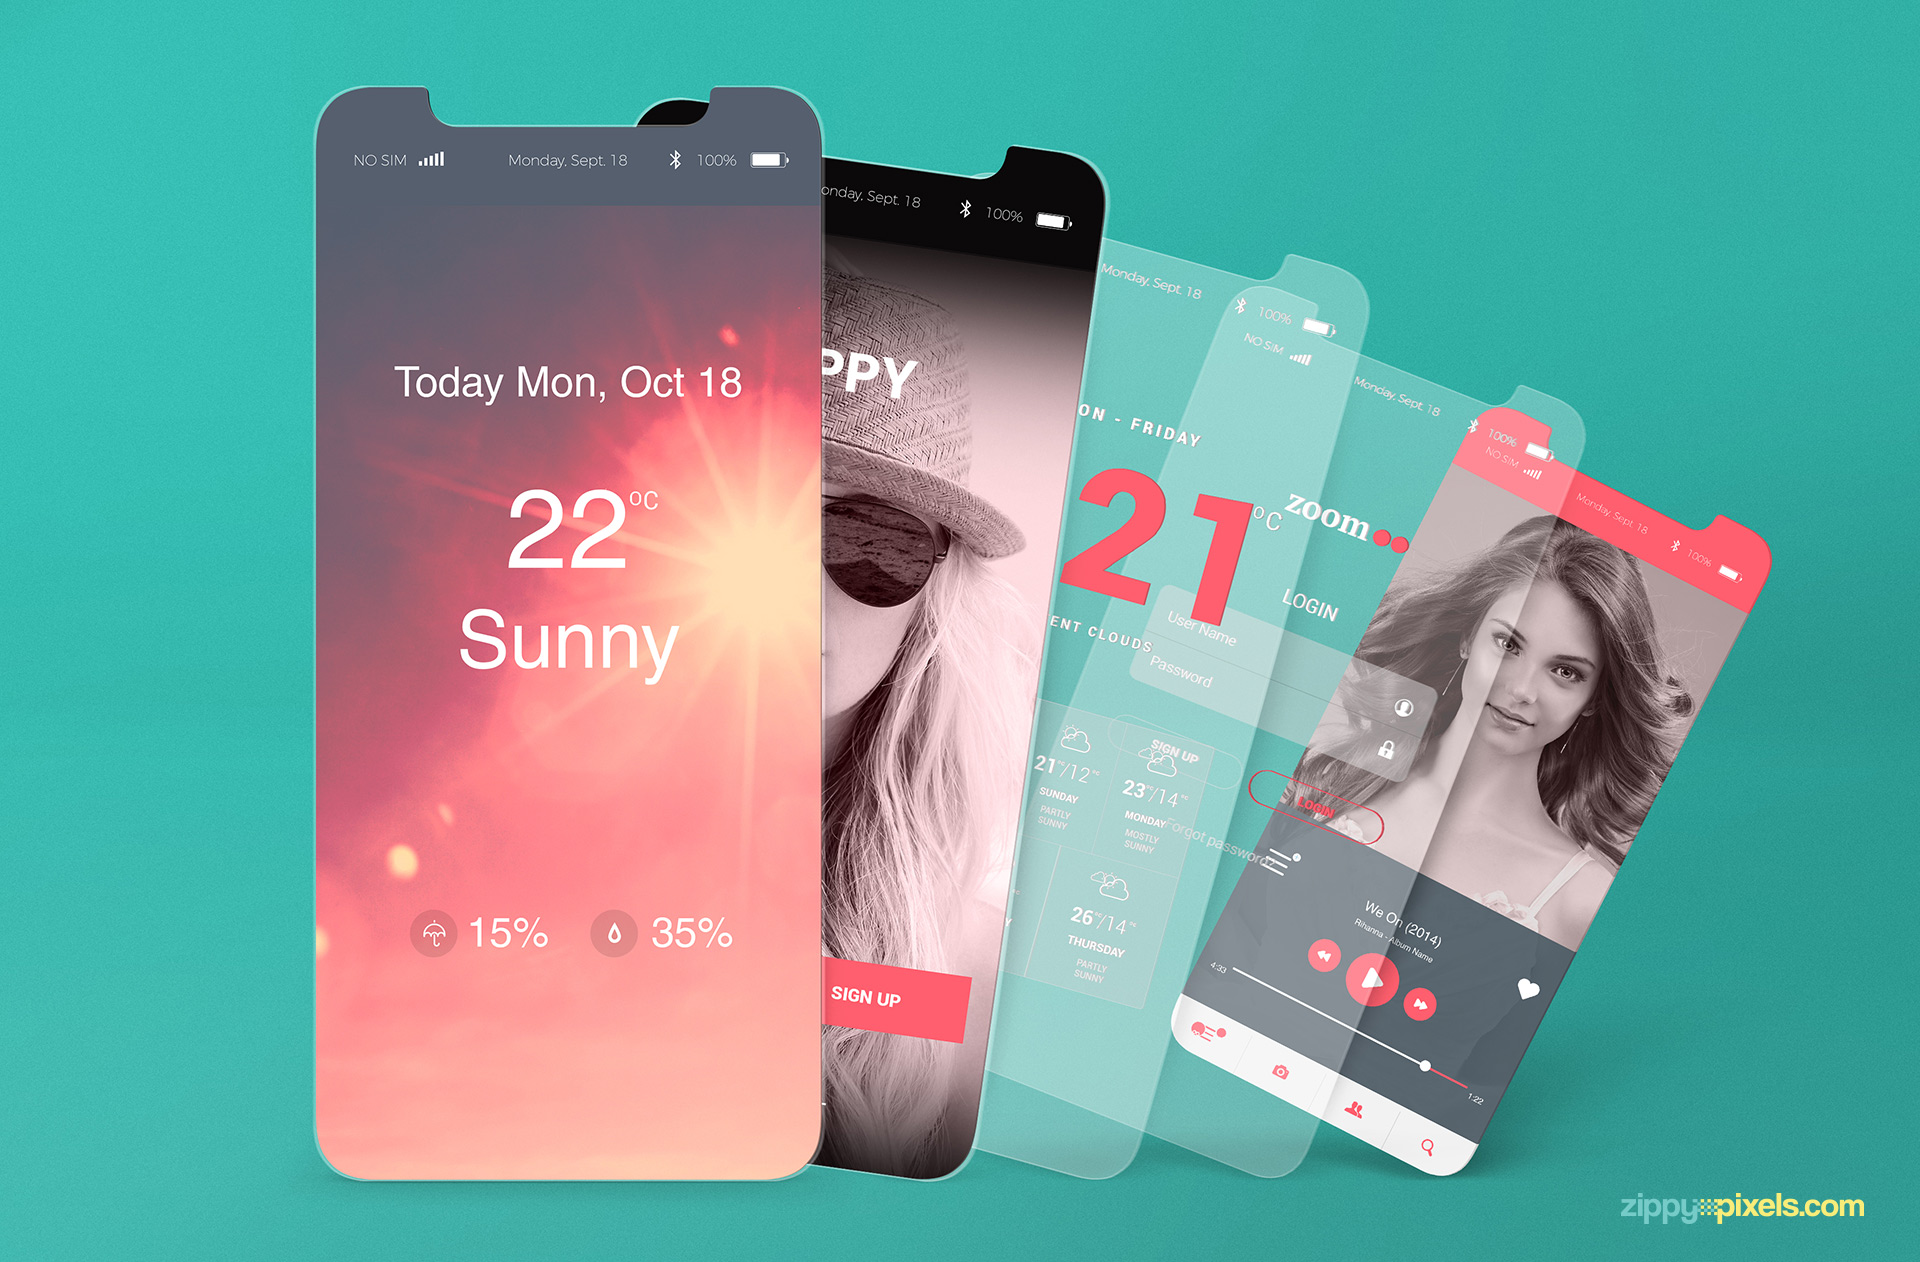 NO SIM Monday, Sept. 18 100%
Today Mon, Oct 18
22 °C
Sunny
15% 35%
onday, Sept. 18 100%
PPY
SIGN UP
Monday, Sept. 18 100%
ON - FRIDAY
21 °C
ENT CLOUDS
21°C/12°C
SUNDAY
PARTLY
SUNNY
23°C/14°C
MONDAY
MOSTLY
SUNNY
26°C/14°C
THURSDAY
PARTLY
SUNNY
NO SIM Monday, Sept. 18 100%
zoom
LOGIN
User Name
Password
SIGN UP
LOGIN
Forgot password?
NO SIM Monday, Sept. 18 100%
We On (2014)
Rihanna - Album Name
4:33
1:22
zippypixels.com